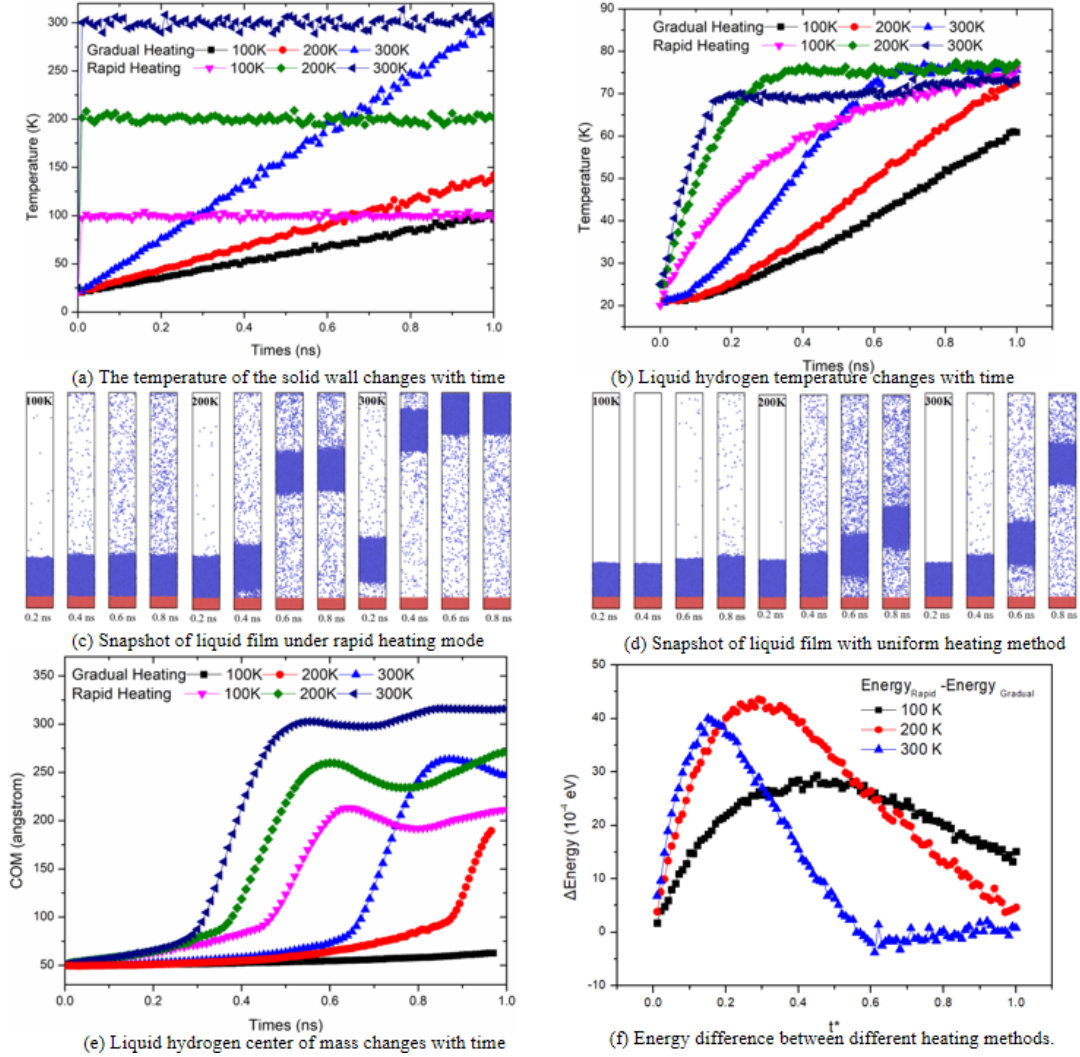 Gradual Heating 100K 200K 300K
Rapid Heating 100K 200K 300K
Temperature (K)
300
250
200
150
100
50
0
0.0 0.2 0.4 0.6 0.8 1.0
Times (ns)
(a) The temperature of the solid wall changes with time
Gradual Heating 100K 200K 300K
Rapid Heating 100K 200K 300K
Temperature (K)
90
80
70
60
50
40
30
20
0.0 0.2 0.4 0.6 0.8 1.0
Times (ns)
(b) Liquid hydrogen temperature changes with time
100K 200K 300K
0.2 ns 0.4 ns 0.6 ns 0.8 ns 0.2 ns 0.4 ns 0.6 ns 0.8 ns 0.2 ns 0.4 ns 0.6 ns 0.8 ns
(c) Snapshot of liquid film under rapid heating mode
100K 200K 300K
0.2 ns 0.4 ns 0.6 ns 0.8 ns 0.2 ns 0.4 ns 0.6 ns 0.8 ns 0.2 ns 0.4 ns 0.6 ns 0.8 ns
(d) Snapshot of liquid film with uniform heating method
Gradual Heating 100K 200K 300K
Rapid Heating 100K 200K 300K
COM (angstrom)
350
300
250
200
150
100
50
0.0 0.2 0.4 0.6 0.8 1.0
Times (ns)
(e) Liquid hydrogen center of mass changes with time
Energy Rapid -Energy Gradual
100 K
200 K
300 K
ΔEnergy (10⁻¹ eV)
50
40
30
20
10
0
-10
0.0 0.2 0.4 0.6 0.8 1.0
t*
(f) Energy difference between different heating methods.